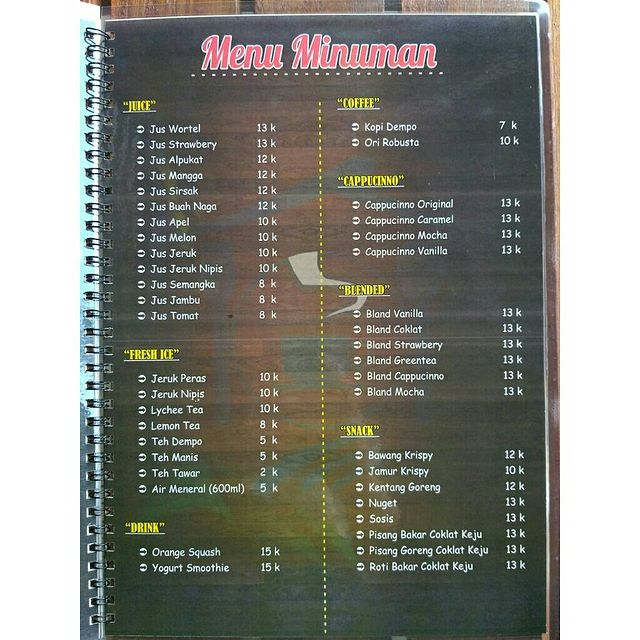 Menu Minuman
"JUICE"
Jus Wortel 13 k
Jus Strawbery 13 k
Jus Alpukat 12 k
Jus Mangga 12 k
Jus Sirsak 12 k
Jus Buah Naga 12 k
Jus Apel 10 k
Jus Melon 10 k
Jus Jeruk 10 k
Jus Jeruk Nipis 10 k
Jus Semangka 8 k
Jus Jambu 8 k
Jus Tomat 8 k
"FRESH ICE"
Jeruk Peras 10 k
Jeruk Nipis 10 k
Lychee Tea 10 k
Lemon Tea 8 k
Teh Dempo 5 k
Teh Manis 5 k
Teh Tawar 2 k
Air Meneral (600ml) 5 k
"DRINK"
Orange Squash 15 k
Yogurt Smoothie 15 k
"COFFEE"
Kopi Dempo 7 k
Ori Robusta 10 k
"CAPPUCINNO"
Cappucinno Original 13 k
Cappucinno Caramel 13 k
Cappucinno Mocha 13 k
Cappucinno Vanilla 13 k
"BLENDED"
Bland Vanilla 13 k
Bland Coklat 13 k
Bland Strawbery 13 k
Bland Greentea 13 k
Bland Cappucinno 13 k
Bland Mocha 13 k
"SNACK"
Bawang Krispy 12 k
Jamur Krispy 10 k
Kentang Goreng 12 k
Nuget 13 k
Sosis 13 k
Pisang Bakar Coklat Keju 13 k
Pisang Goreng Coklat Keju 13 k
Roti Bakar Coklat Keju 13 k